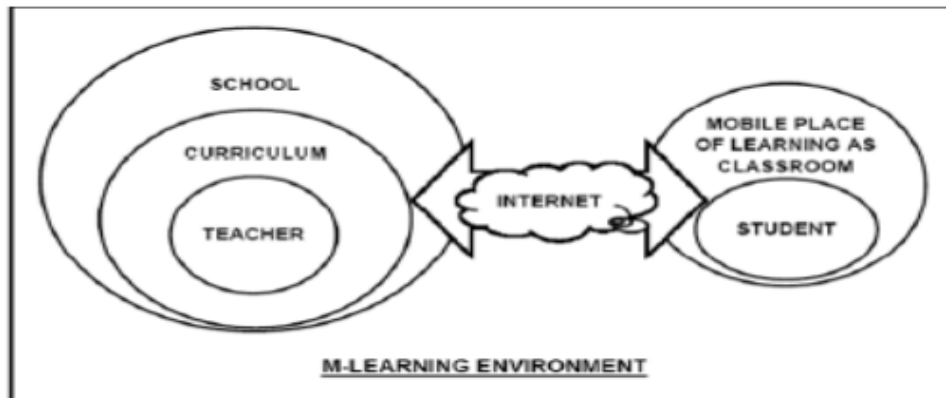 SCHOOL
CURRICULUM
TEACHER
INTERNET
MOBILE PLACE
OF LEARNING AS
CLASSROOM
STUDENT
M-LEARNING ENVIRONMENT